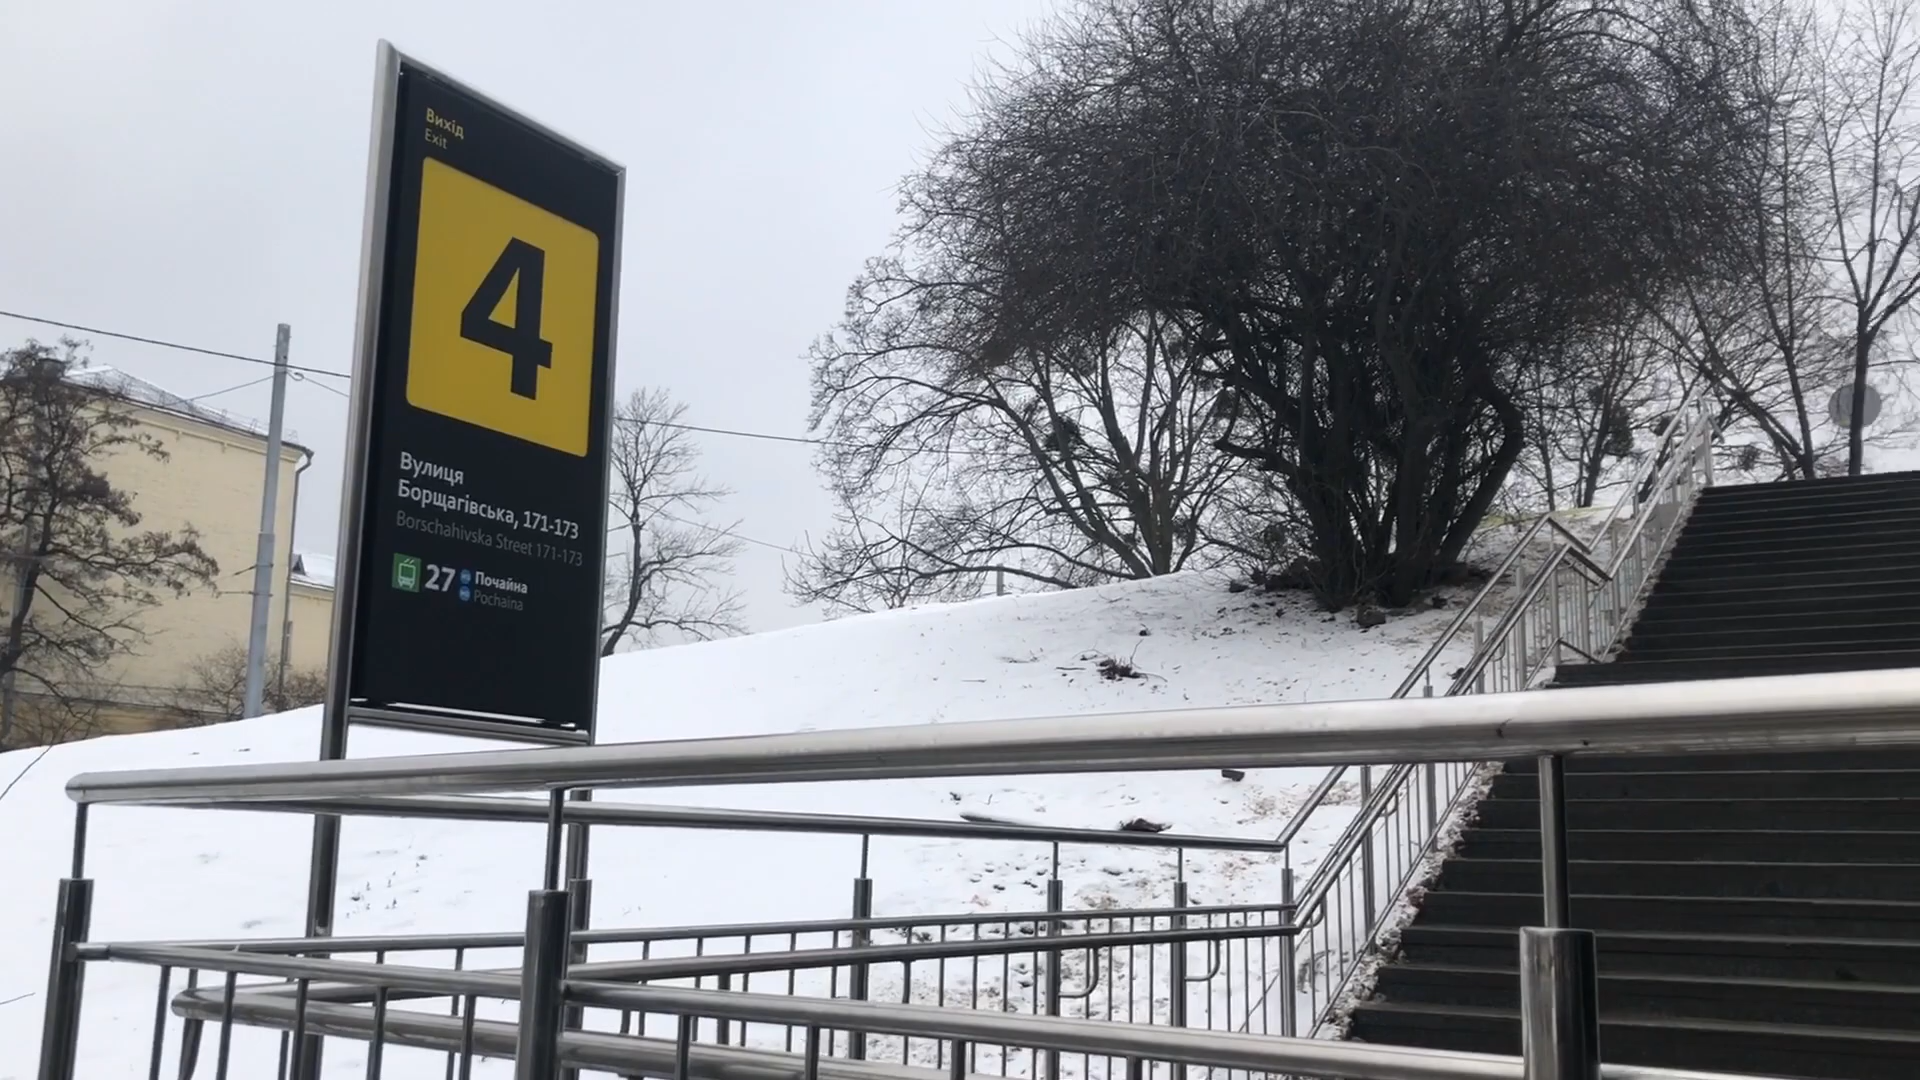 Вихід
Exit
4
Вулиця
Борщагівська, 171-173
Borschahivska Street 171-173
27 Почайна
Pochaina